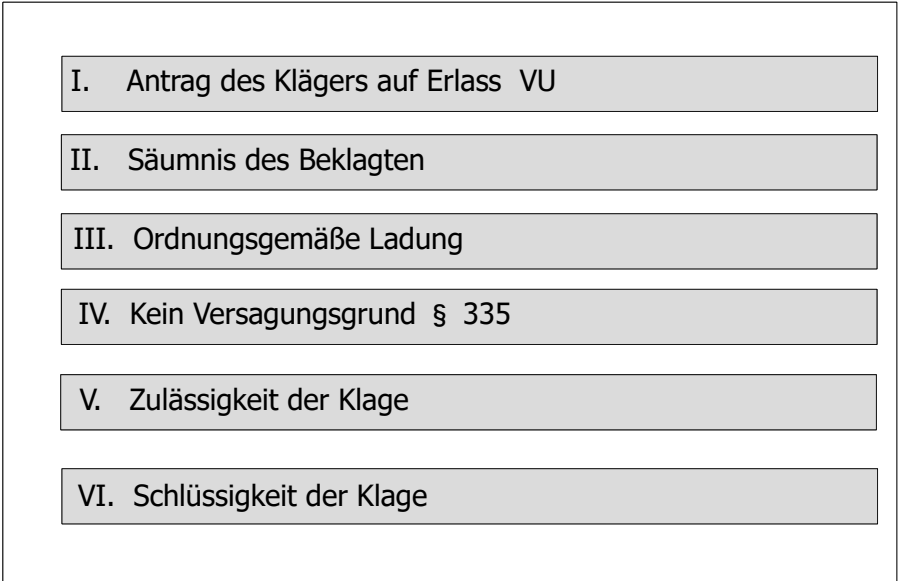 I. Antrag des Klägers auf Erlass VU
II. Säumnis des Beklagten
III. Ordnungsgemäße Ladung
IV. Kein Versagungsgrund § 335
V. Zulässigkeit der Klage
VI. Schlüssigkeit der Klage